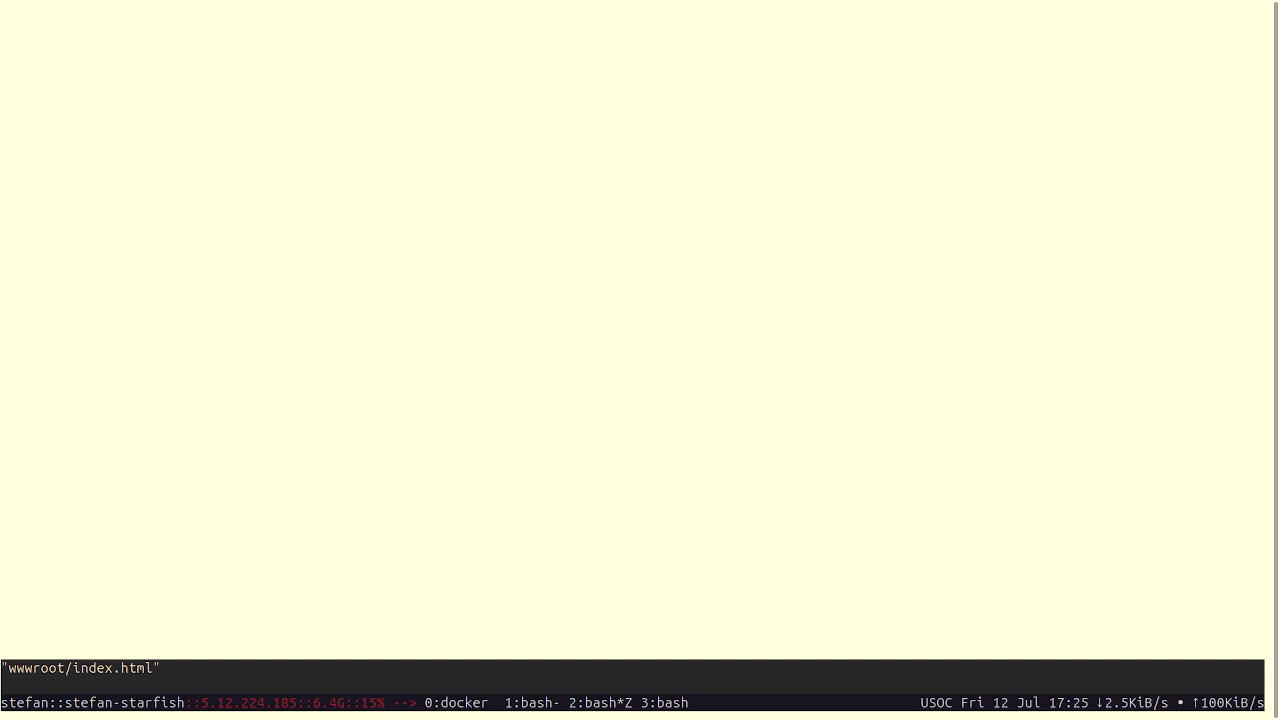 "wwwroot/index.html"
stefan::stefan-starfish::5.12.224.185::6.4G::15% --> 0:docker  1:bash- 2:bash*Z 3:bash USOC Fri 12 Jul 17:25 ↓2.5KiB/s • ↑100KiB/s